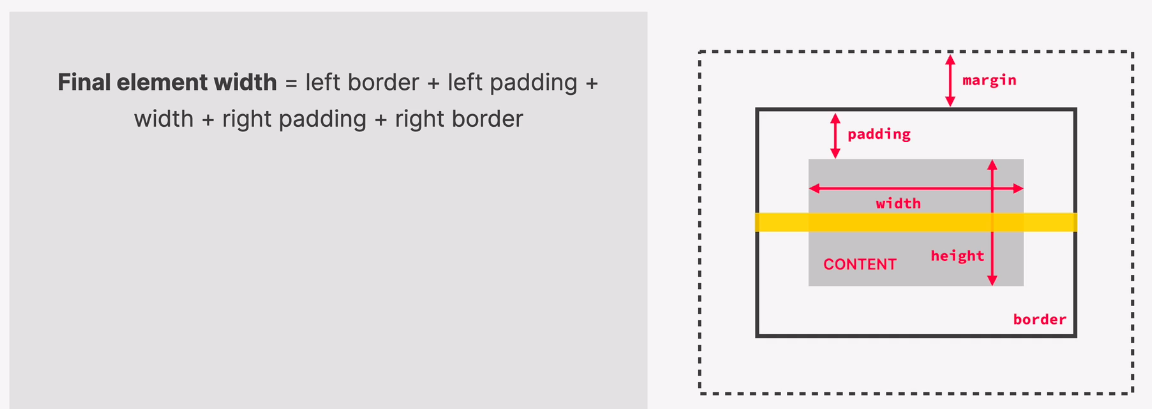 Final element width = left border + left padding +
width + right padding + right border
margin
padding
width
height
CONTENT
border